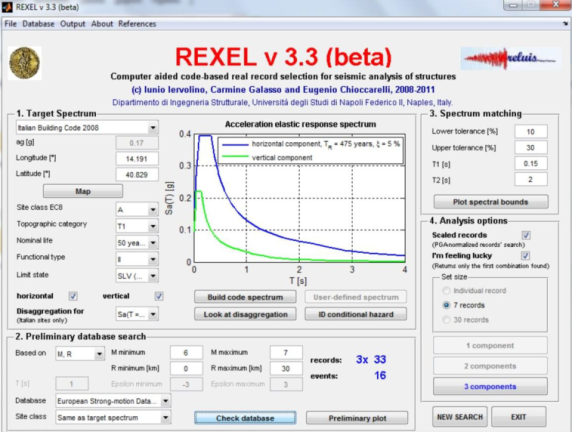 REXEL v 3.3 (beta)
File Database Output About References
REXEL v 3.3 (beta)
Computer aided code-based real record selection for seismic analysis of structures
(c) Iunio Iervolino, Carmine Galasso and Eugenio Chioccarelli, 2008-2011
Dipartimento di Ingegneria Strutturale, Università degli Studi di Napoli Federico II, Naples, Italy.
reluis
1. Target Spectrum
Italian Building Code 2008
ag [g] 0.17
Longitude [°] 14.191
Latitude [°] 40.829
Map
Site class EC8 A
Topographic category T1
Nominal life 50 yea...
Functional type II
Limit state SLV (...
horizontal vertical
Disaggregation for Sa(T =...
(Italian sites only)
Acceleration elastic response spectrum
horizontal component, TR = 475 years, ξ = 5 %
vertical component
Sa(T) [g]
0.4
0.3
0.2
0.1
0
0 1 2 3 4
T [s]
Build code spectrum User-defined spectrum
Look at disaggregation ID conditional hazard
3. Spectrum matching
Lower tolerance [%] 10
Upper tolerance [%] 30
T1 [s] 0.15
T2 [s] 2
Plot spectral bounds
4. Analysis options
Scaled records
(PGA-normalized records' search)
I'm feeling lucky
(Returns only the first combination found)
Set size
Individual record
7 records
30 records
1 component
2 components
3 components
2. Preliminary database search
Based on M, R M minimum 6 M maximum 7
R minimum [km] 0 R maximum [km] 30
T [s] 1 Epsilon minimum -3 Epsilon maximum 3
records: 3x 33
events: 16
Database European Strong-motion Data...
Site class Same as target spectrum
Check database Preliminary plot
NEW SEARCH EXIT